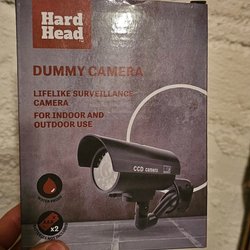 Hard
Head
DUMMY CAMERA
LIFELIKE SURVEILLANCE
CAMERA
FOR INDOOR AND
OUTDOOR USE
CCD camera
x2